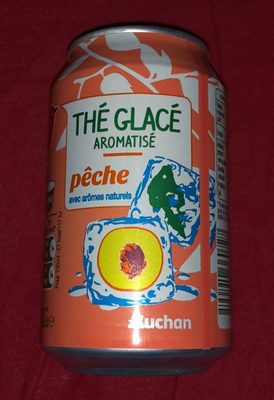 THÉ GLACÉ
AROMATISÉ
pêche
avec arômes naturels
Auchan